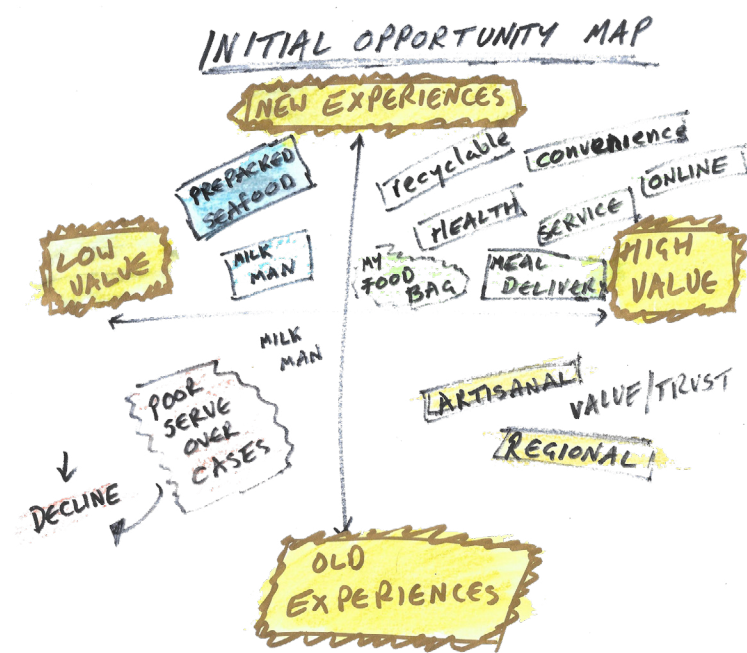 INITIAL OPPORTUNITY MAP
NEW EXPERIENCES
PREPACKED
SEAFOOD
recyclable
convenience
ONLINE
HEALTH
SERVICE
LOW
VALUE
MILK
MAN
MY
FOOD
BAG
MEAL
DELIVERY
HIGH
VALUE
MILK
MAN
POOR
SERVE
OVER
CASES
ARTISANAL
VALUE/TRUST
REGIONAL
DECLINE
OLD
EXPERIENCES